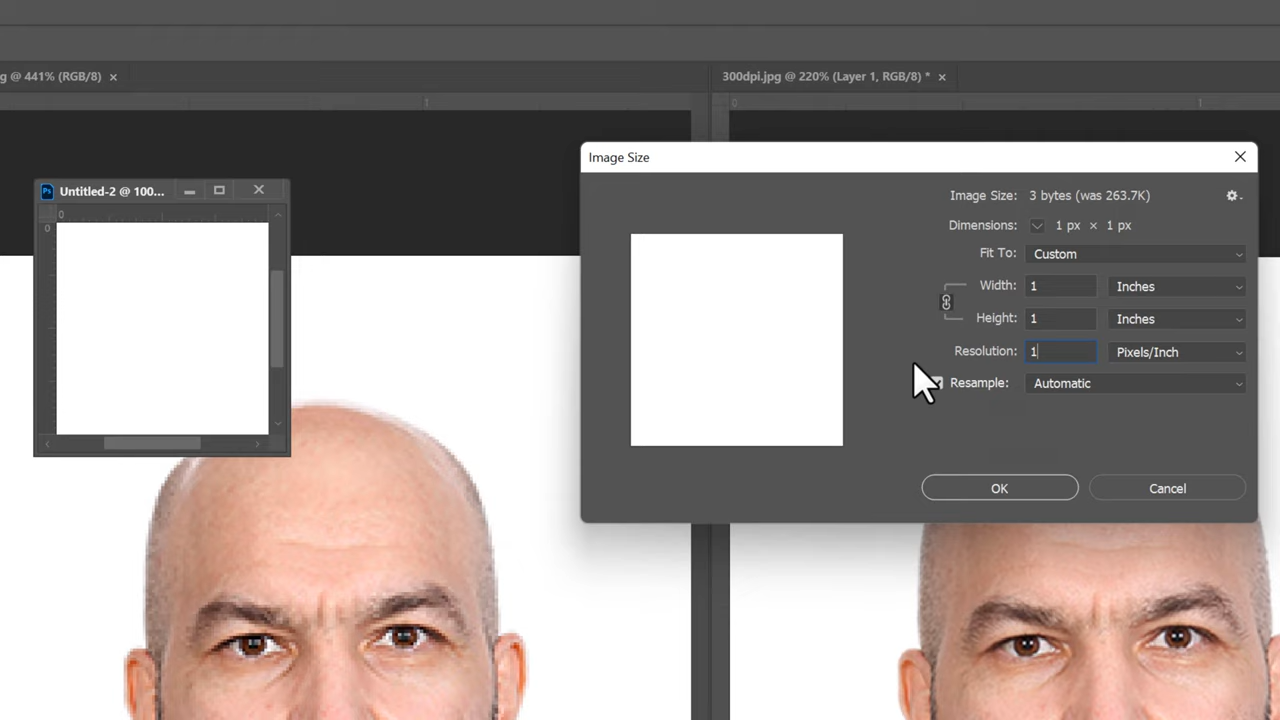 g @ 441% (RGB/8) ×
300dpi.jpg @ 220% (Layer 1, RGB/8) * ×
1
0
1
Image Size
Ps Untitled-2 @ 100...
0
0
Image Size: 3 bytes (was 263.7K)
Dimensions: 1 px × 1 px
Fit To: Custom
Width: 1 Inches
Height: 1 Inches
Resolution: 1 Pixels/Inch
Resample: Automatic
OK
Cancel